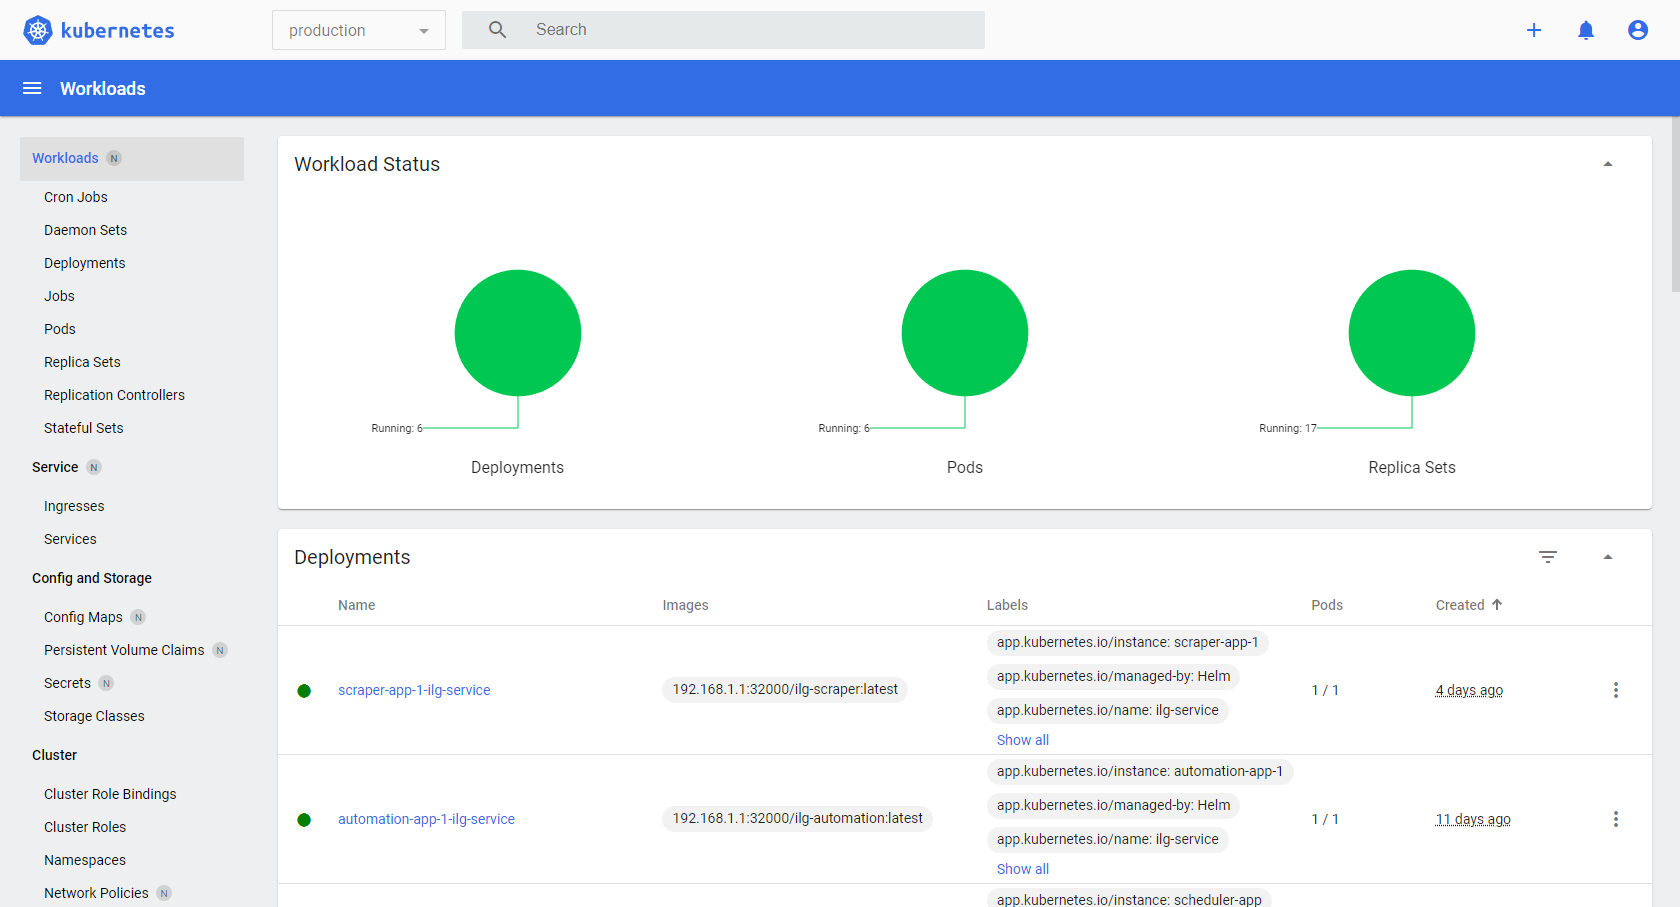 kubernetes
production
Search
Workloads
Workloads N
Cron Jobs
Daemon Sets
Deployments
Jobs
Pods
Replica Sets
Replication Controllers
Stateful Sets
Service N
Ingresses
Services
Config and Storage
Config Maps N
Persistent Volume Claims N
Secrets N
Storage Classes
Cluster
Cluster Role Bindings
Cluster Roles
Namespaces
Network Policies N
Workload Status
Running: 6
Deployments
Running: 6
Pods
Running: 17
Replica Sets
Deployments
Name Images Labels Pods Created
scraper-app-1-ilg-service
192.168.1.1:32000/ilg-scraper:latest
app.kubernetes.io/instance: scraper-app-1
app.kubernetes.io/managed-by: Helm
app.kubernetes.io/name: ilg-service
Show all
1 / 1
4 days ago
automation-app-1-ilg-service
192.168.1.1:32000/ilg-automation:latest
app.kubernetes.io/instance: automation-app-1
app.kubernetes.io/managed-by: Helm
app.kubernetes.io/name: ilg-service
Show all
1 / 1
11 days ago
app.kubernetes.io/instance: scheduler-app